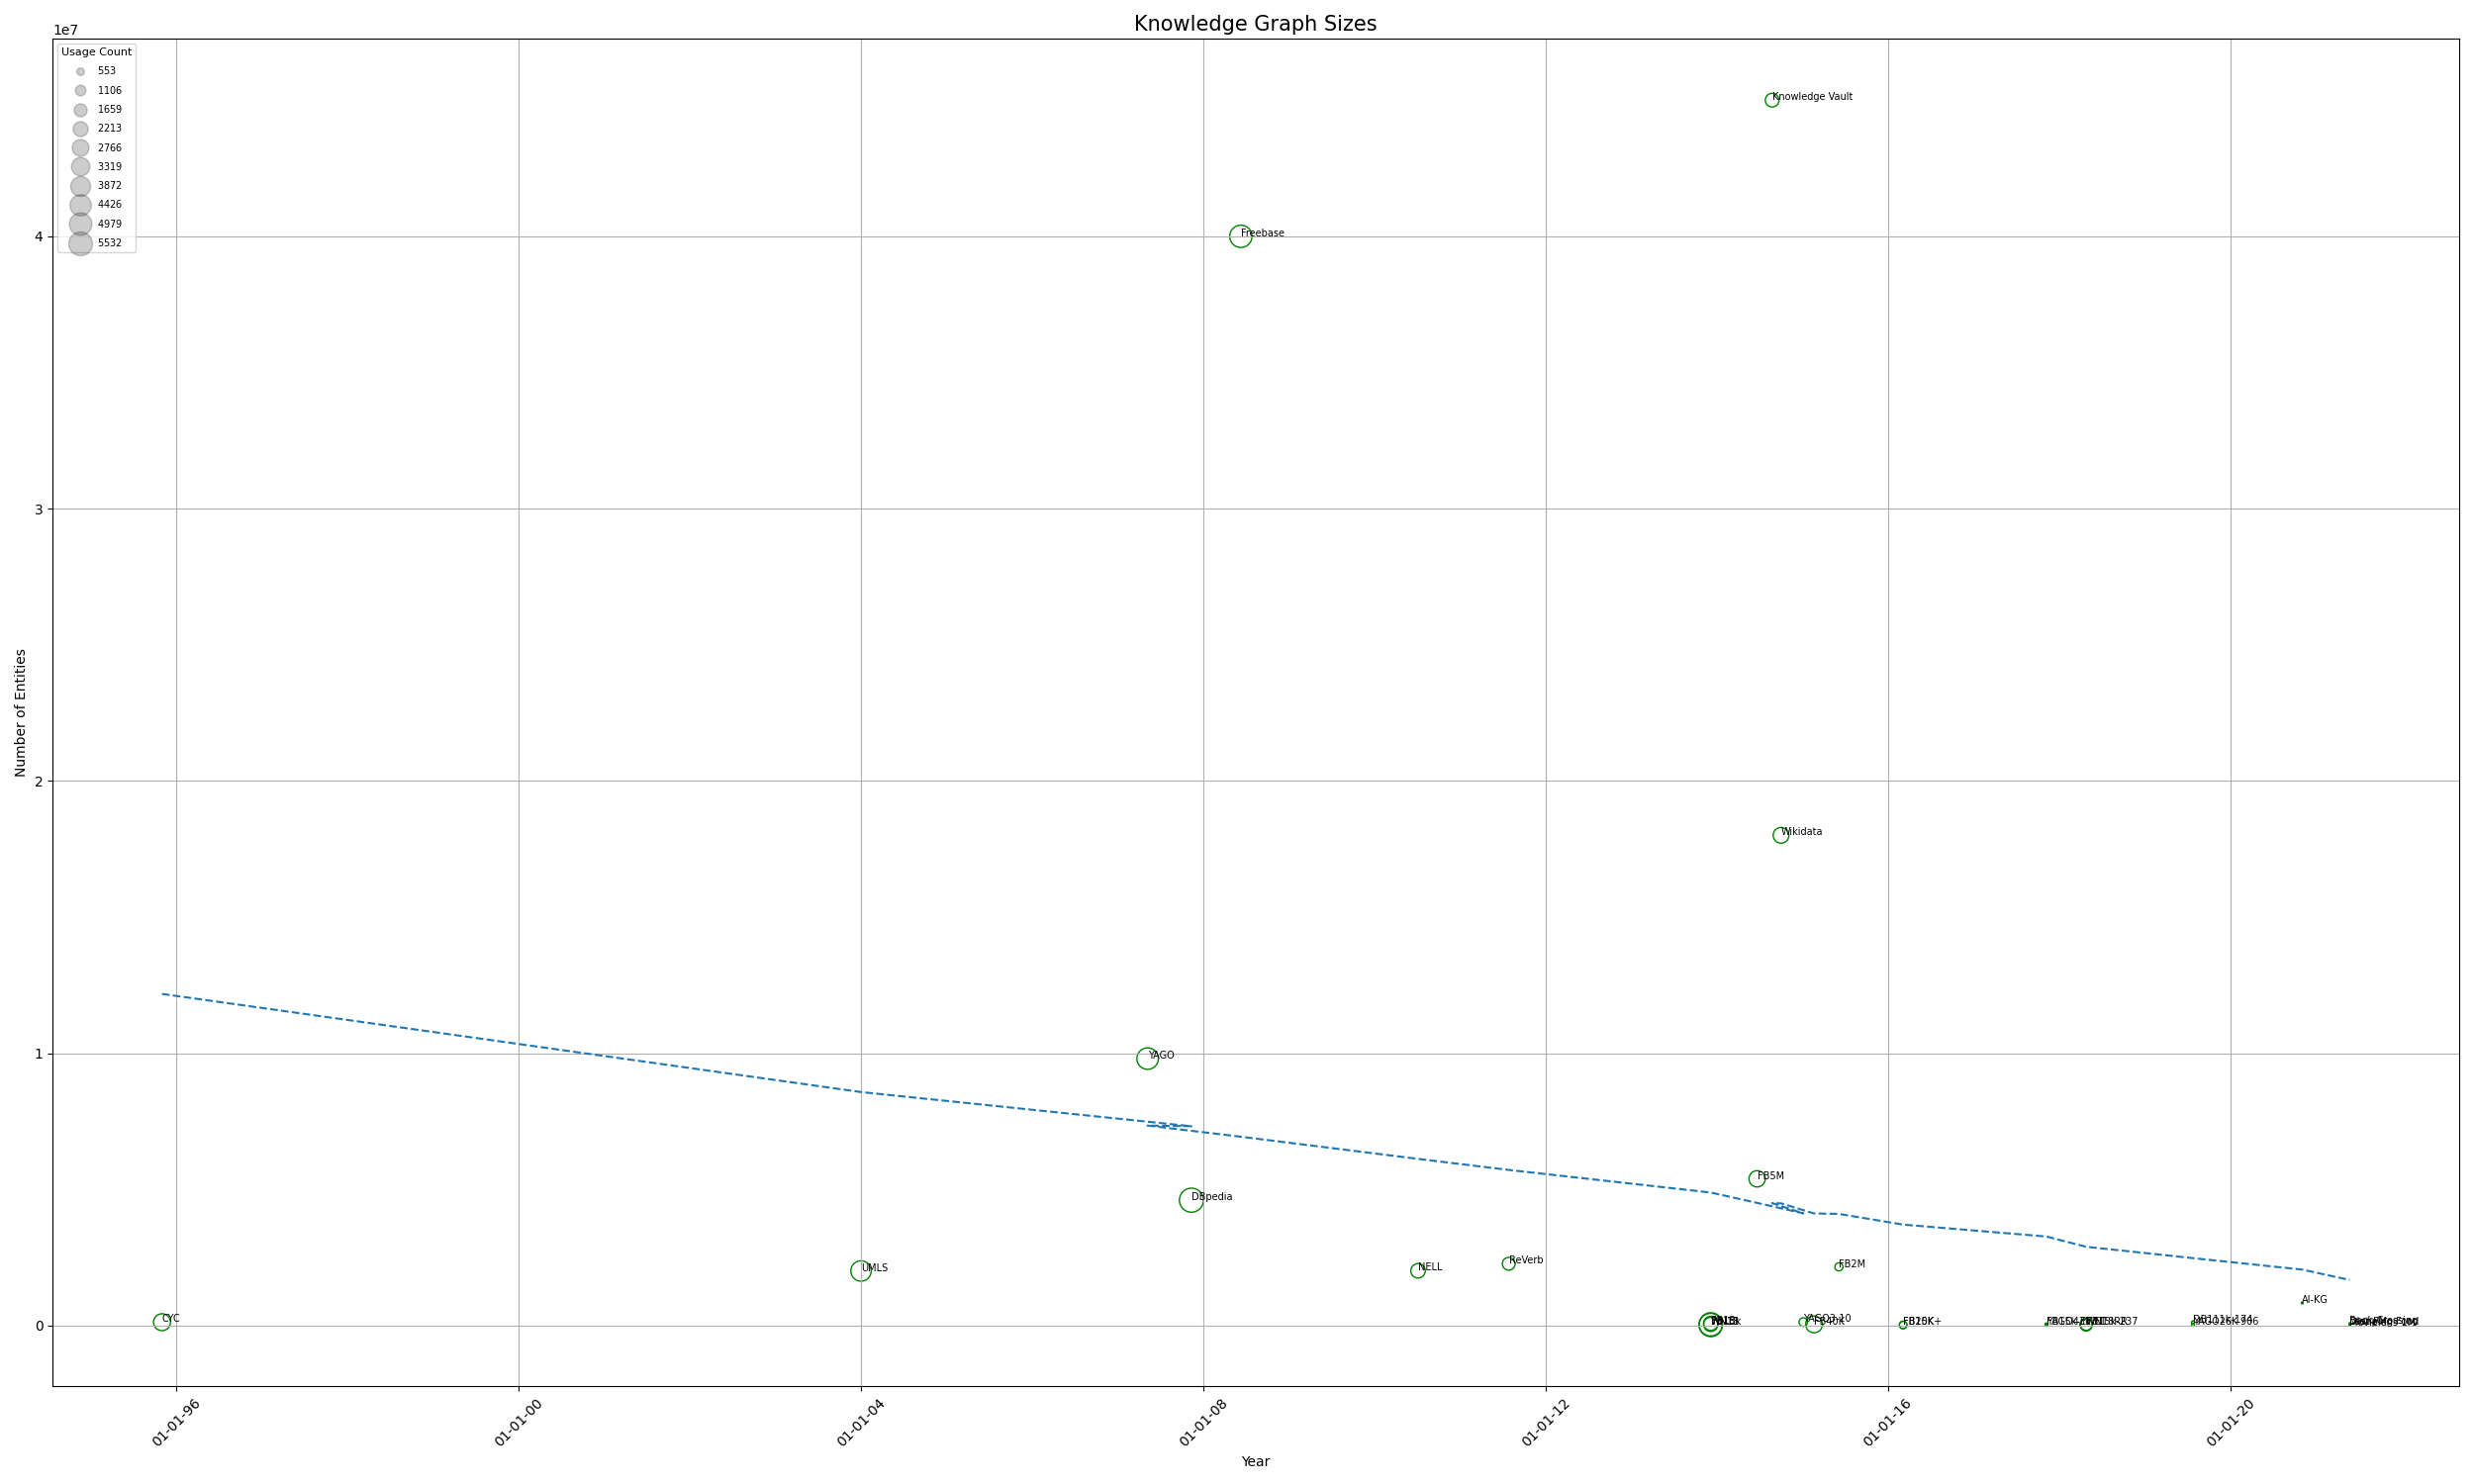 Knowledge Graph Sizes
1e7
Usage Count
553
1106
1659
2213
2766
3319
3872
4426
4979
5532
Knowledge Vault
4
Freebase
3
Number of Entities
2
Wikidata
1
YAGO
FB5M
DBpedia
UMLS
NELL
ReVerb
FB2M
AI-KG
0
CYC
YAGO3-10
FB40K
DB111k-174
01-01-96
01-01-00
01-01-04
01-01-08
01-01-12
01-01-16
01-01-20
Year